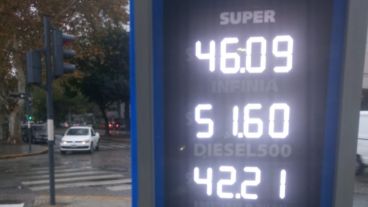 SUPER
46.09
INFINIA
51.60
DIESEL500
42.21